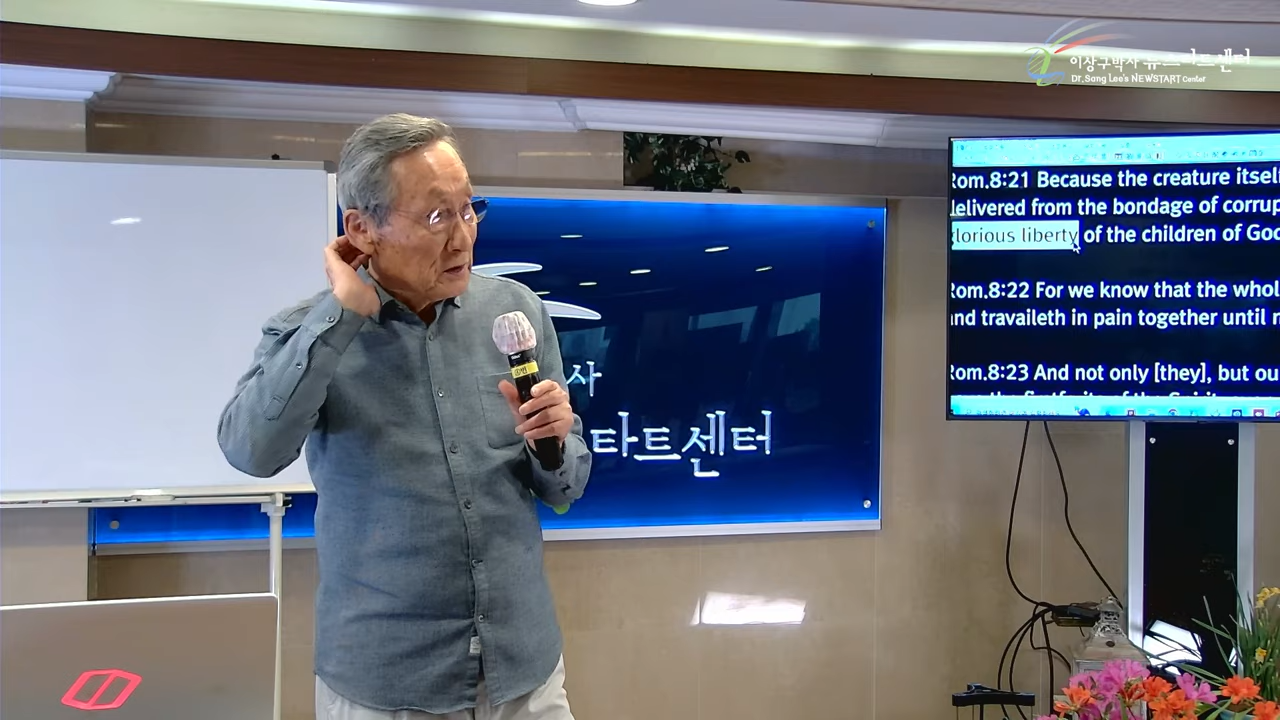 이상구박사 뉴스타트센터
Dr. Sang Lee's NEWSTART Center
Rom.8:21 Because the creature itself
delivered from the bondage of corrup
glorious liberty of the children of God
Rom.8:22 For we know that the whol
and travaileth in pain together until
Rom.8:23 And not only [they], but ou
사
타트센터